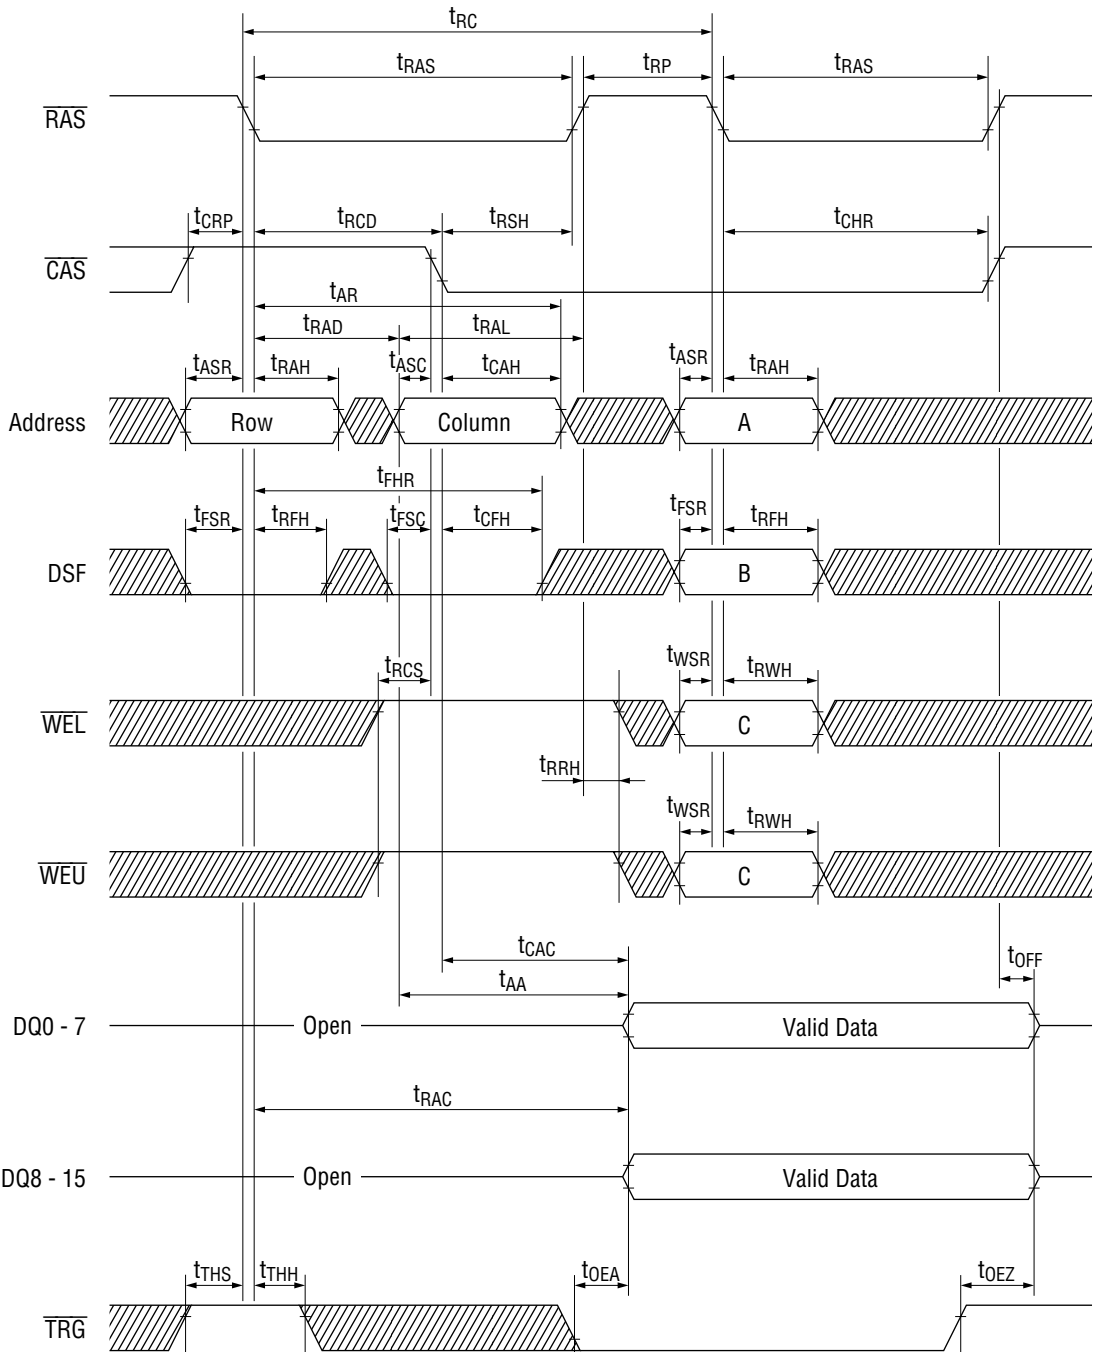 tRC
tRAS tRP tRAS
RAS
tCRP tRCD tRSH tCHR
CAS
tAR
tRAD tRAL
tASR tRAH tASC tCAH tASR tRAH
Address Row Column A
tFHR
tFSR tRFH tFSC tCFH tFSR tRFH
DSF B
tRCS tWSR tRWH
WEL C
tRRH
tWSR tRWH
WEU C
tCAC tOFF
tAA
DQ0 - 7 Open Valid Data
tRAC
DQ8 - 15 Open Valid Data
tTHS tTHH tOEA tOEZ
TRG